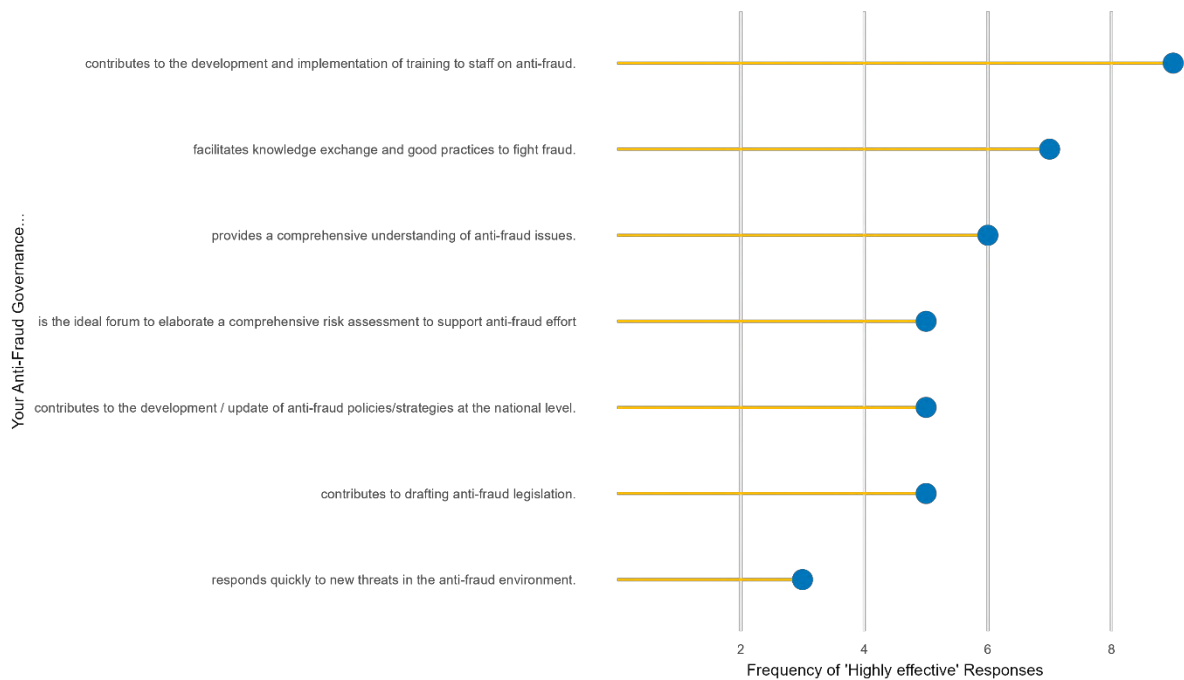 contributes to the development and implementation of training to staff on anti-fraud.
facilitates knowledge exchange and good practices to fight fraud.
provides a comprehensive understanding of anti-fraud issues.
Your Anti-Fraud Governance...
is the ideal forum to elaborate a comprehensive risk assessment to support anti-fraud effort
contributes to the development / update of anti-fraud policies/strategies at the national level.
contributes to drafting anti-fraud legislation.
responds quickly to new threats in the anti-fraud environment.
2 4 6 8
Frequency of 'Highly effective' Responses